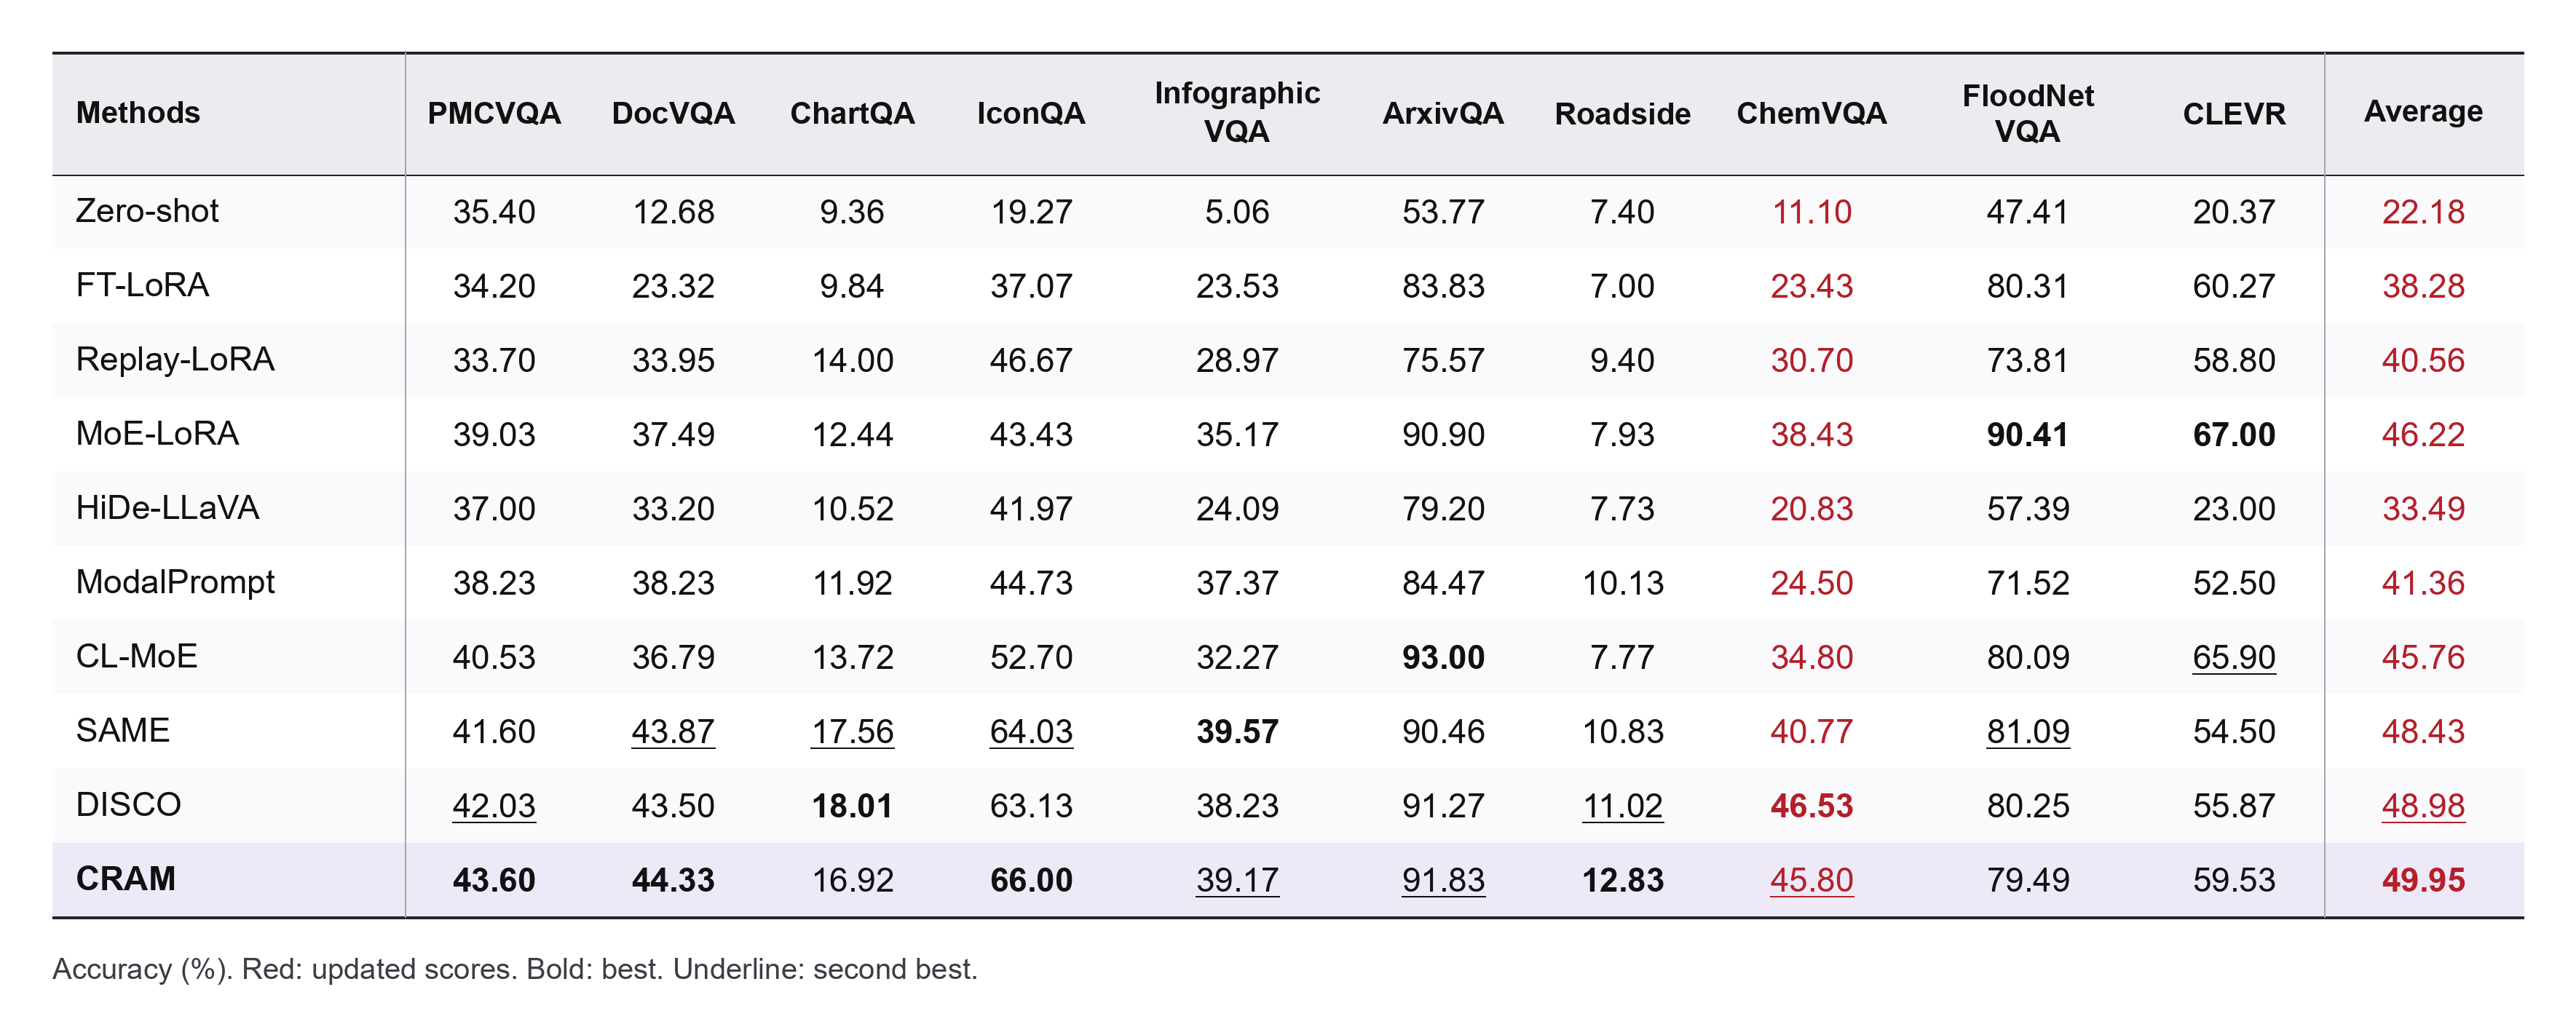 Methods PMCVQA DocVQA ChartQA IconQA Infographic VQA ArxivQA Roadside ChemVQA FloodNet VQA CLEVR Average
Zero-shot 35.40 12.68 9.36 19.27 5.06 53.77 7.40 11.10 47.41 20.37 22.18
FT-LoRA 34.20 23.32 9.84 37.07 23.53 83.83 7.00 23.43 80.31 60.27 38.28
Replay-LoRA 33.70 33.95 14.00 46.67 28.97 75.57 9.40 30.70 73.81 58.80 40.56
MoE-LoRA 39.03 37.49 12.44 43.43 35.17 90.90 7.93 38.43 90.41 67.00 46.22
HiDe-LLaVA 37.00 33.20 10.52 41.97 24.09 79.20 7.73 20.83 57.39 23.00 33.49
ModalPrompt 38.23 38.23 11.92 44.73 37.37 84.47 10.13 24.50 71.52 52.50 41.36
CL-MoE 40.53 36.79 13.72 52.70 32.27 93.00 7.77 34.80 80.09 65.90 45.76
SAME 41.60 43.87 17.56 64.03 39.57 90.46 10.83 40.77 81.09 54.50 48.43
DISCO 42.03 43.50 18.01 63.13 38.23 91.27 11.02 46.53 80.25 55.87 48.98
CRAM 43.60 44.33 16.92 66.00 39.17 91.83 12.83 45.80 79.49 59.53 49.95
Accuracy (%). Red: updated scores. Bold: best. Underline: second best.